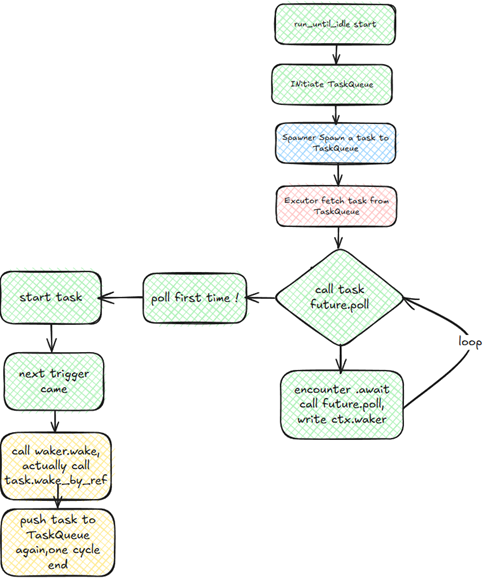 run_until_idle start
INitiate TaskQueue
Spawner Spawn a task to
TaskQueue
Excutor fetch task from
TaskQueue
call task
future.poll
poll first time !
start task
loop
encounter .await
call future.poll,
write ctx.waker
next trigger
came
call waker.wake,
actually call
task.wake_by_ref
push task to
TaskQueue
again,one cycle
end